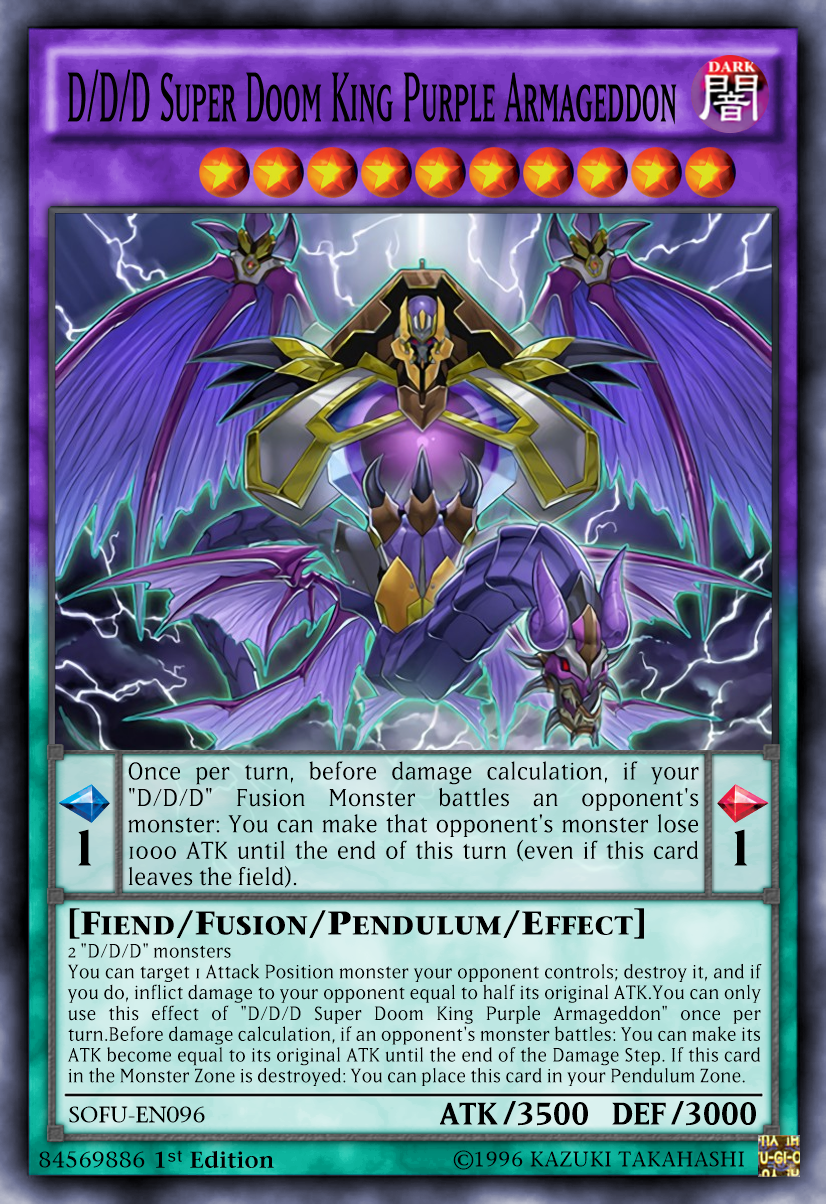 D/D/D Super Doom King Purple Armageddon
DARK
闇
Once per turn, before damage calculation, if your
"D/D/D" Fusion Monster battles an opponent's
monster: You can make that opponent's monster lose
1000 ATK until the end of this turn (even if this card
leaves the field).
1
1
[Fiend/Fusion/Pendulum/Effect]
2 "D/D/D" monsters
You can target 1 Attack Position monster your opponent controls; destroy it, and if
you do, inflict damage to your opponent equal to half its original ATK.You can only
use this effect of "D/D/D Super Doom King Purple Armageddon" once per
turn.Before damage calculation, if an opponent's monster battles: You can make its
ATK become equal to its original ATK until the end of the Damage Step. If this card
in the Monster Zone is destroyed: You can place this card in your Pendulum Zone.
SOFU-EN096
ATK/3500 DEF/3000
84569886 1st Edition
©1996 KAZUKI TAKAHASHI